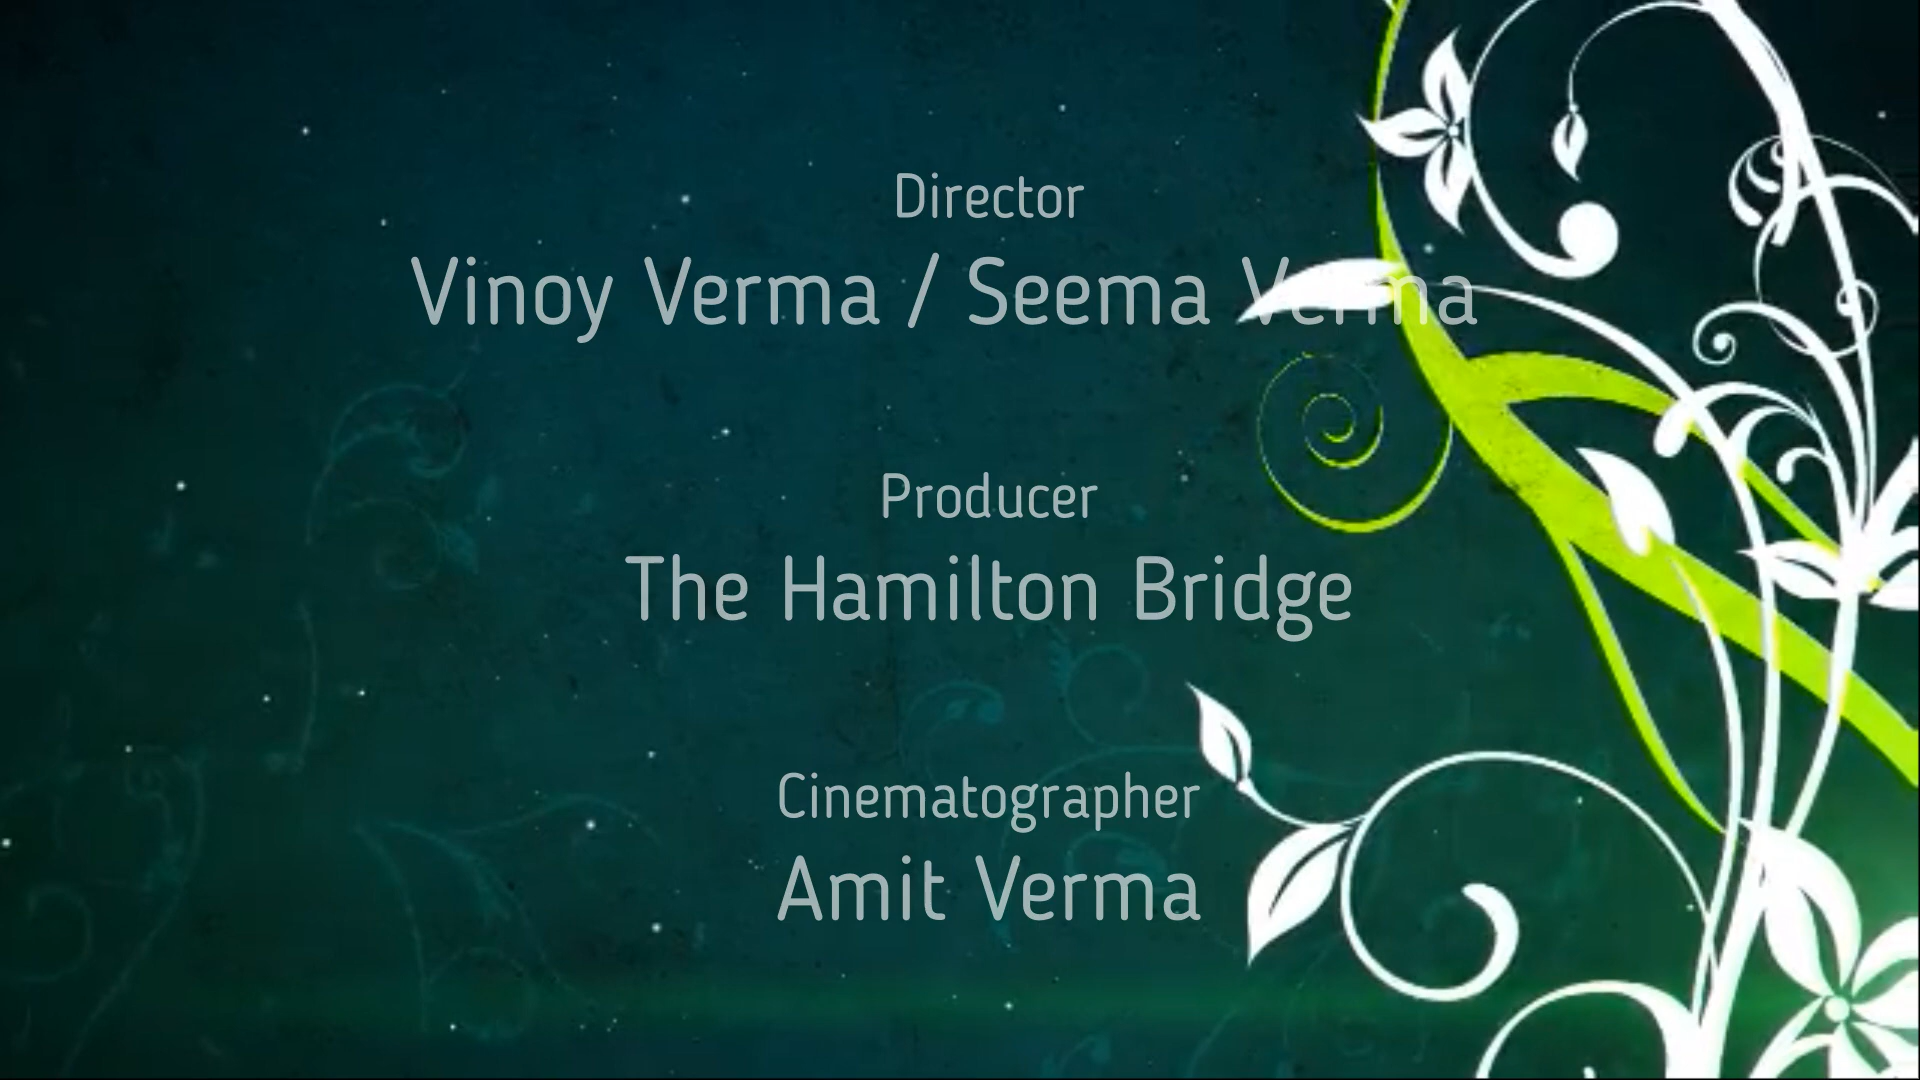 Director
Vinoy Verma / Seema Verma
Producer
The Hamilton Bridge
Cinematographer
Amit Verma